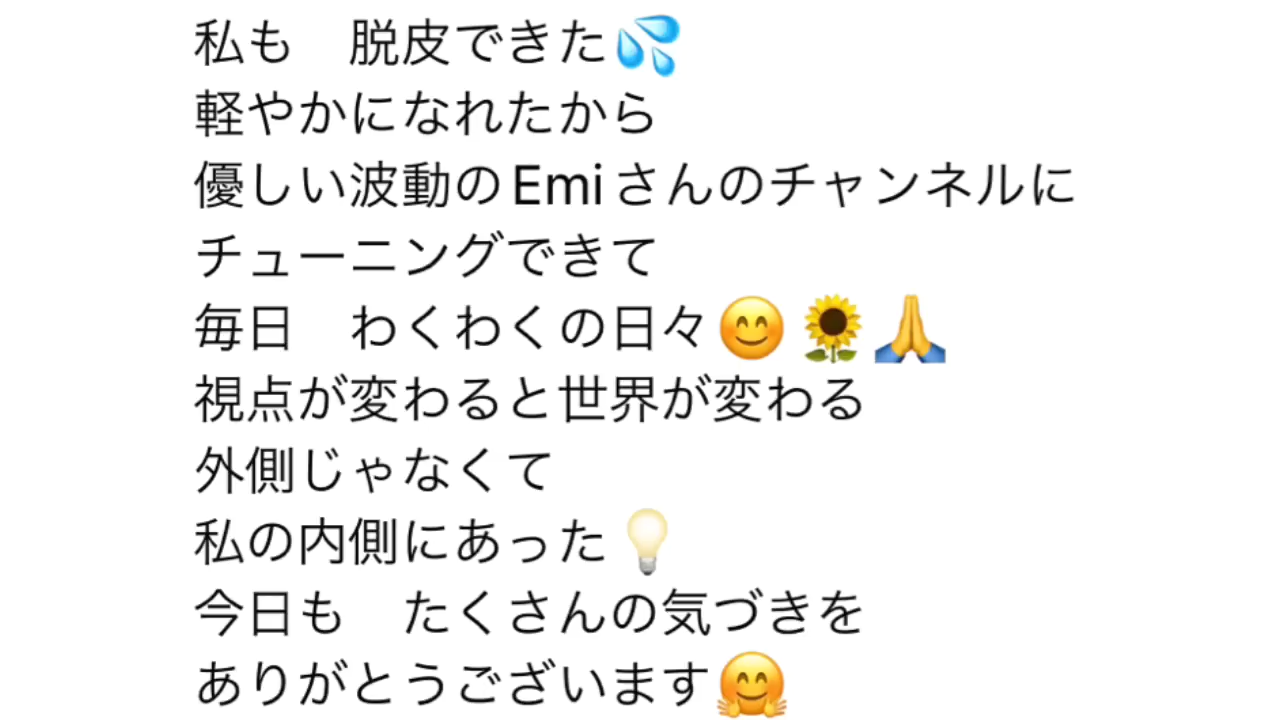 私も　脱皮できた💦
軽やかになれたから
優しい波動のEmiさんのチャンネルに
チューニングできて
毎日　わくわくの日々😊🌻🙏
視点が変わると世界が変わる
外側じゃなくて
私の内側にあった💡
今日も　たくさんの気づきを
ありがとうございます🤗